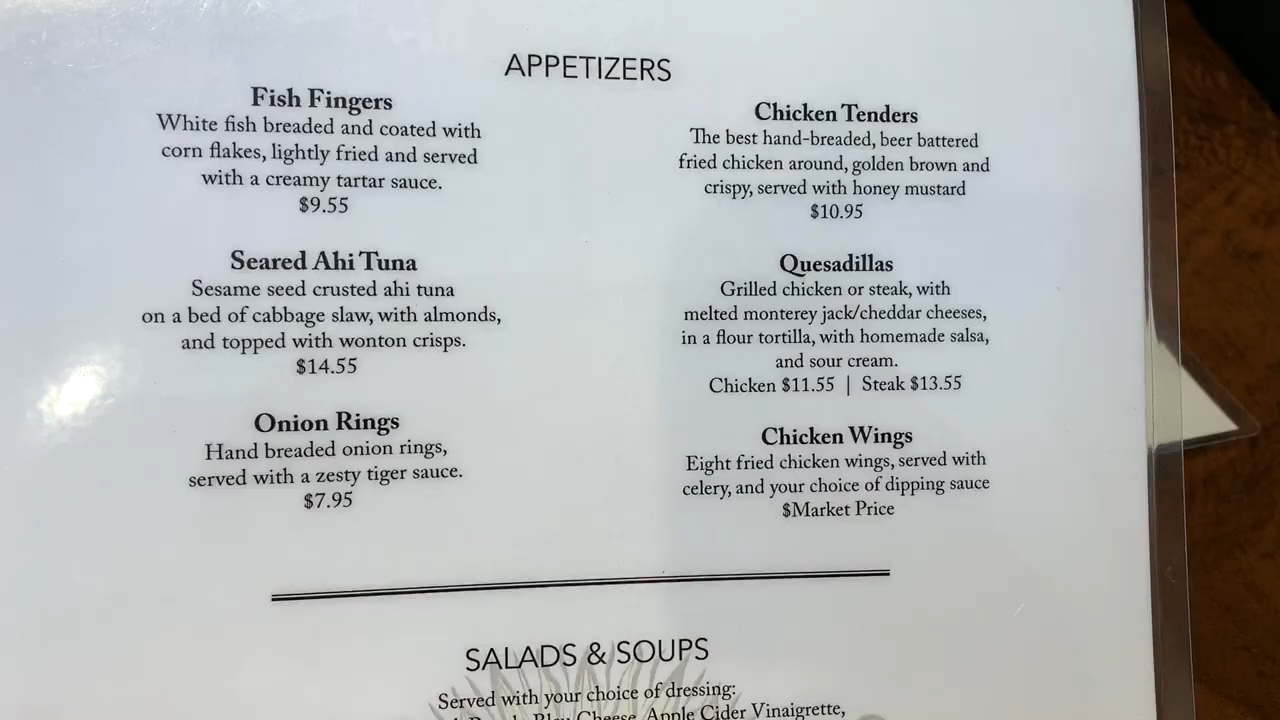 APPETIZERS
Fish Fingers
White fish breaded and coated with
corn flakes, lightly fried and served
with a creamy tartar sauce.
$9.55
Seared Ahi Tuna
Sesame seed crusted ahi tuna
on a bed of cabbage slaw, with almonds,
and topped with wonton crisps.
$14.55
Onion Rings
Hand breaded onion rings,
served with a zesty tiger sauce.
$7.95
Chicken Tenders
The best hand-breaded, beer battered
fried chicken around, golden brown and
crispy, served with honey mustard
$10.95
Quesadillas
Grilled chicken or steak, with
melted monterey jack/cheddar cheeses,
in a flour tortilla, with homemade salsa,
and sour cream.
Chicken $11.55 | Steak $13.55
Chicken Wings
Eight fried chicken wings, served with
celery, and your choice of dipping sauce
$Market Price
SALADS & SOUPS
Served with your choice of dressing:
Cheese, Apple Cider Vinaigrette,